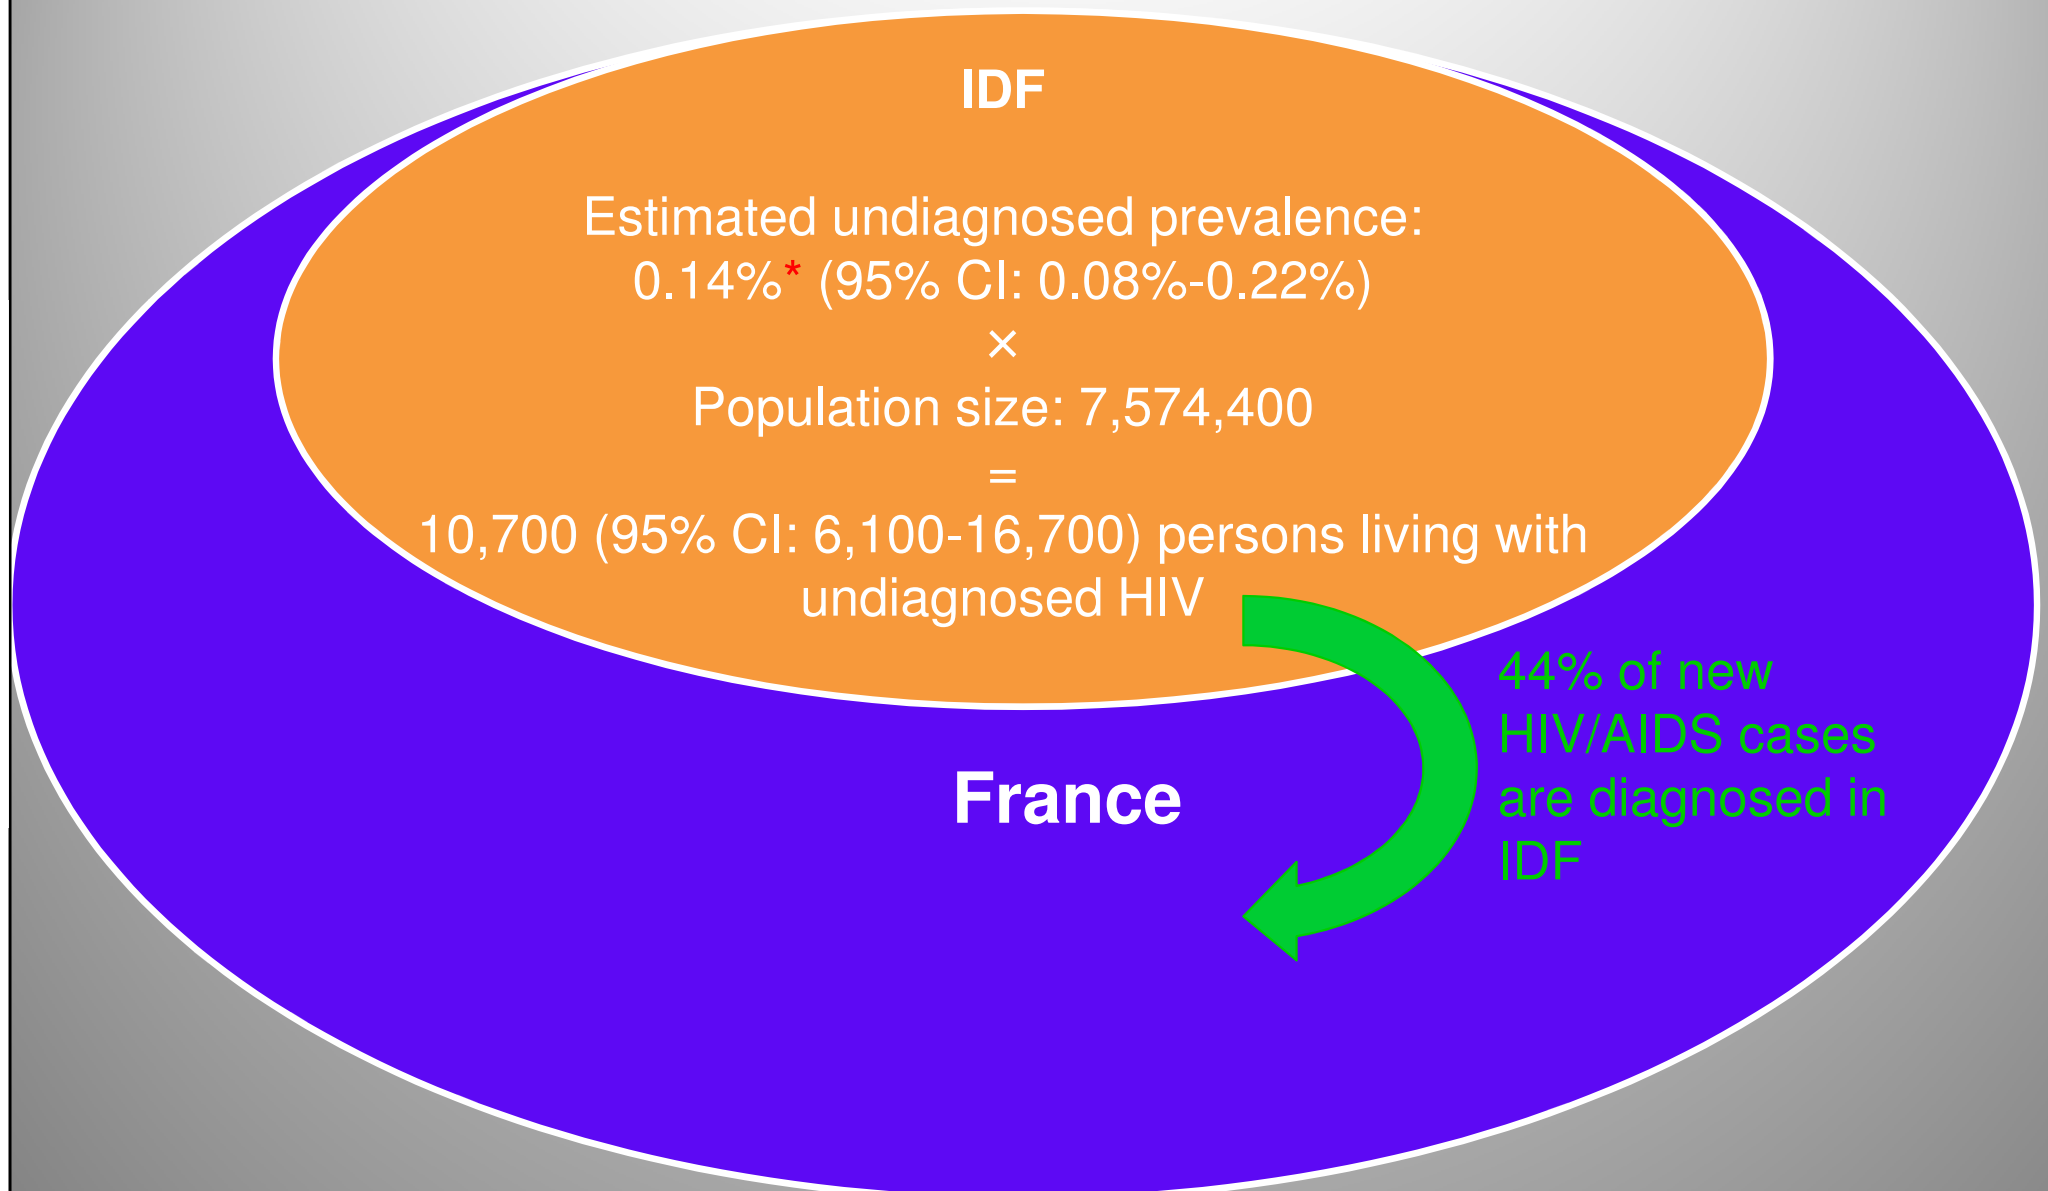 IDF
Estimated undiagnosed prevalence:
0.14%* (95% CI: 0.08%-0.22%)
×
Population size: 7,574,400
=
10,700 (95% CI: 6,100-16,700) persons living with
undiagnosed HIV
44% of new
HIV/AIDS cases
are diagnosed in
IDF
France